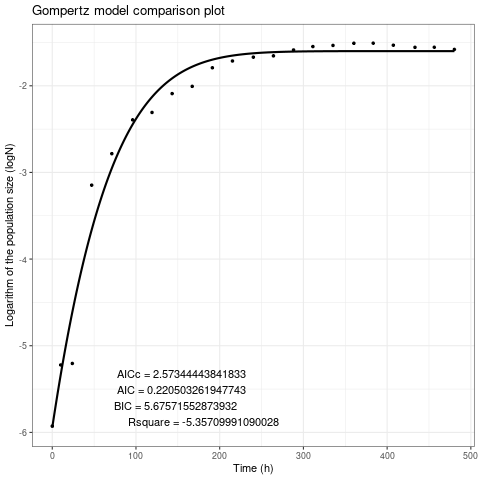 Gompertz model comparison plot
Logarithm of the population size (logN)
-2
-3
-4
-5
-6
AICc = 2.57344443841833
AIC = 0.220503261947743
BIC = 5.67571552873932
Rsquare = -5.35709991090028
0 100 200 300 400 500
Time (h)